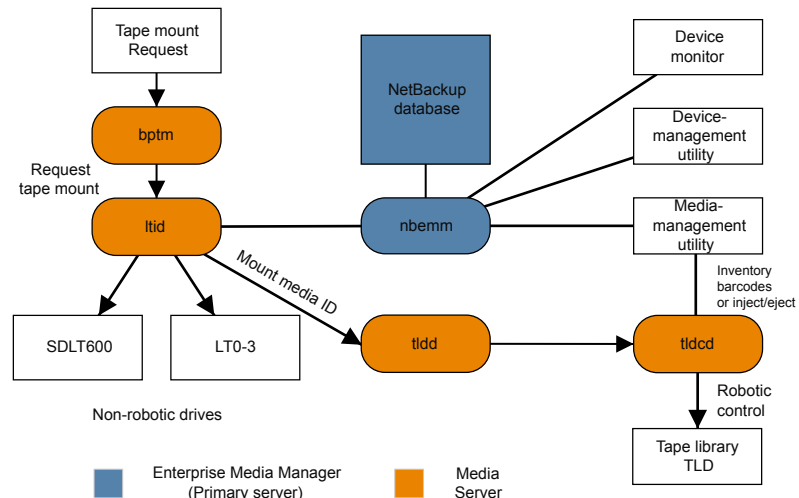 Tape mount
Request
bptm
Request
tape mount
ltid
NetBackup
database
nbemm
Device
monitor
Device-
management
utility
Media-
management
utility
Mount media ID
Inventory
barcodes
or inject/eject
SDLT600
LT0-3
tldd
tldcd
Non-robotic drives
Robotic
control
Tape library
TLD
Enterprise Media Manager
(Primary server)
Media
Server